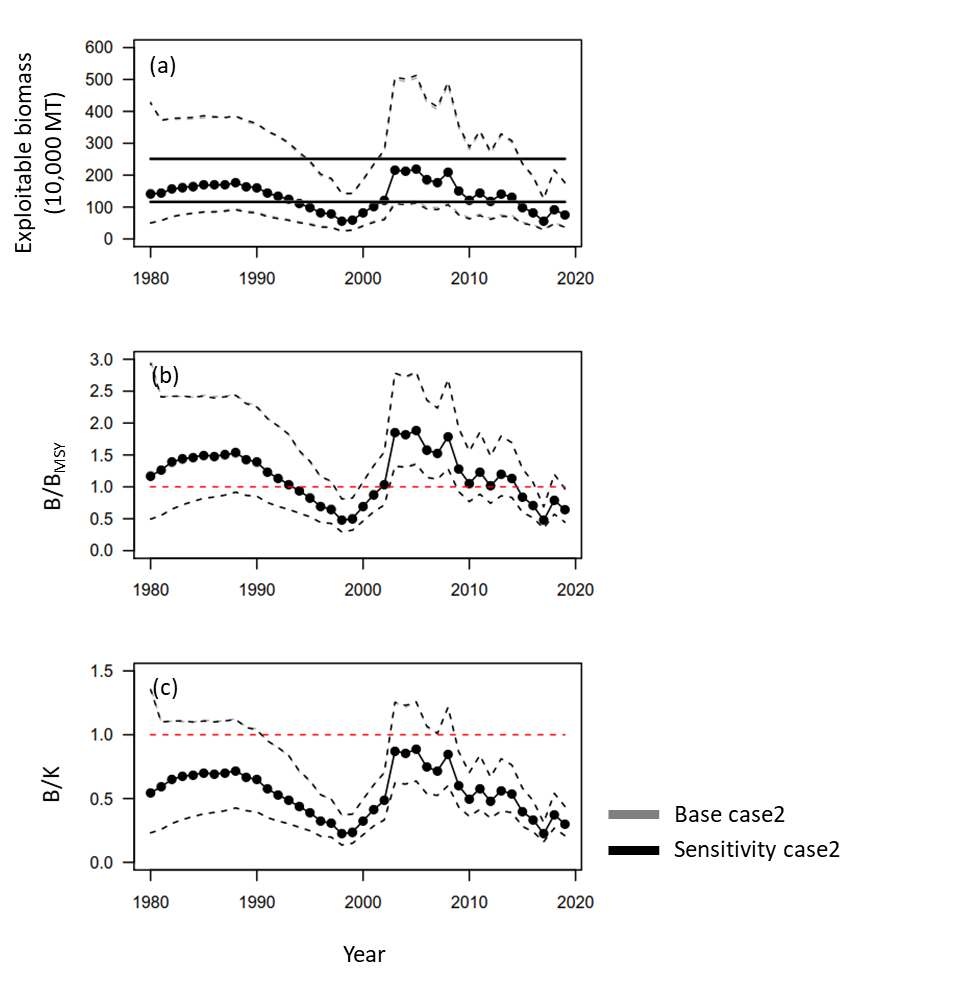 Exploitable biomass
(10,000 MT)
(a)
600
500
400
300
200
100
0
1980 1990 2000 2010 2020
B/BMSY
(b)
3.0
2.5
2.0
1.5
1.0
0.5
0.0
1980 1990 2000 2010 2020
B/K
(c)
1.5
1.0
0.5
0.0
1980 1990 2000 2010 2020
Year
Base case2
Sensitivity case2